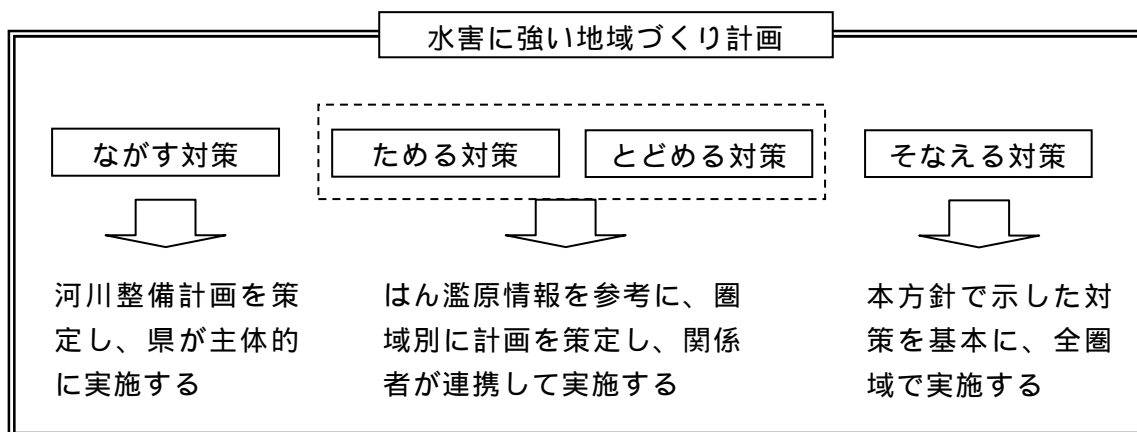 水害に強い地域づくり計画
ながす対策
ためる対策
とどめる対策
そなえる対策
河川整備計画を策
定し、県が主体的
に実施する
はん濫原情報を参考に、圏
域別に計画を策定し、関係
者が連携して実施する
本方針で示した対
策を基本に、全圏
域で実施する